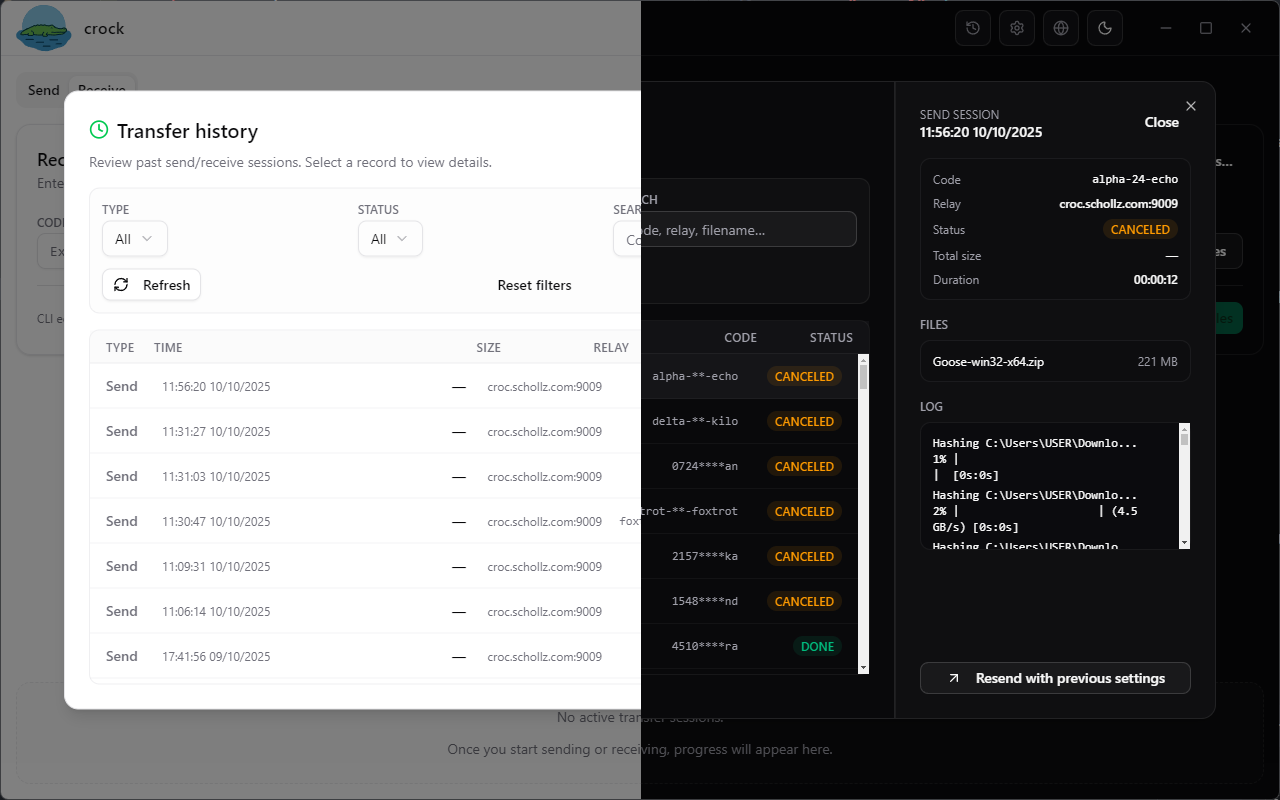 crock
Send Receive
Transfer history
Review past send/receive sessions. Select a record to view details.
TYPE
All
STATUS
All
SEARCH
Code, relay, filename...
Refresh
Reset filters
TYPE TIME SIZE RELAY CODE STATUS
Send 11:56:20 10/10/2025 — croc.schollz.com:9009 alpha-**-echo CANCELED
Send 11:31:27 10/10/2025 — croc.schollz.com:9009 delta-**-kilo CANCELED
Send 11:31:03 10/10/2025 — croc.schollz.com:9009 0724****an CANCELED
Send 11:30:47 10/10/2025 — croc.schollz.com:9009 foxtrot-**-foxtrot CANCELED
Send 11:09:31 10/10/2025 — croc.schollz.com:9009 2157****ka CANCELED
Send 11:06:14 10/10/2025 — croc.schollz.com:9009 1548****nd CANCELED
Send 17:41:56 09/10/2025 — croc.schollz.com:9009 4510****ra DONE
SEND SESSION
11:56:20 10/10/2025
Close
Code alpha-24-echo
Relay croc.schollz.com:9009
Status CANCELED
Total size —
Duration 00:00:12
FILES
Goose-win32-x64.zip 221 MB
LOG
Hashing C:\Users\USER\Downlo...
1% |
| [0s:0s]
Hashing C:\Users\USER\Downlo...
2% | | (4.5
GB/s) [0s:0s]
Hashing C:\Users\USER\Downlo
Resend with previous settings
No active transfer sessions.
Once you start sending or receiving, progress will appear here.